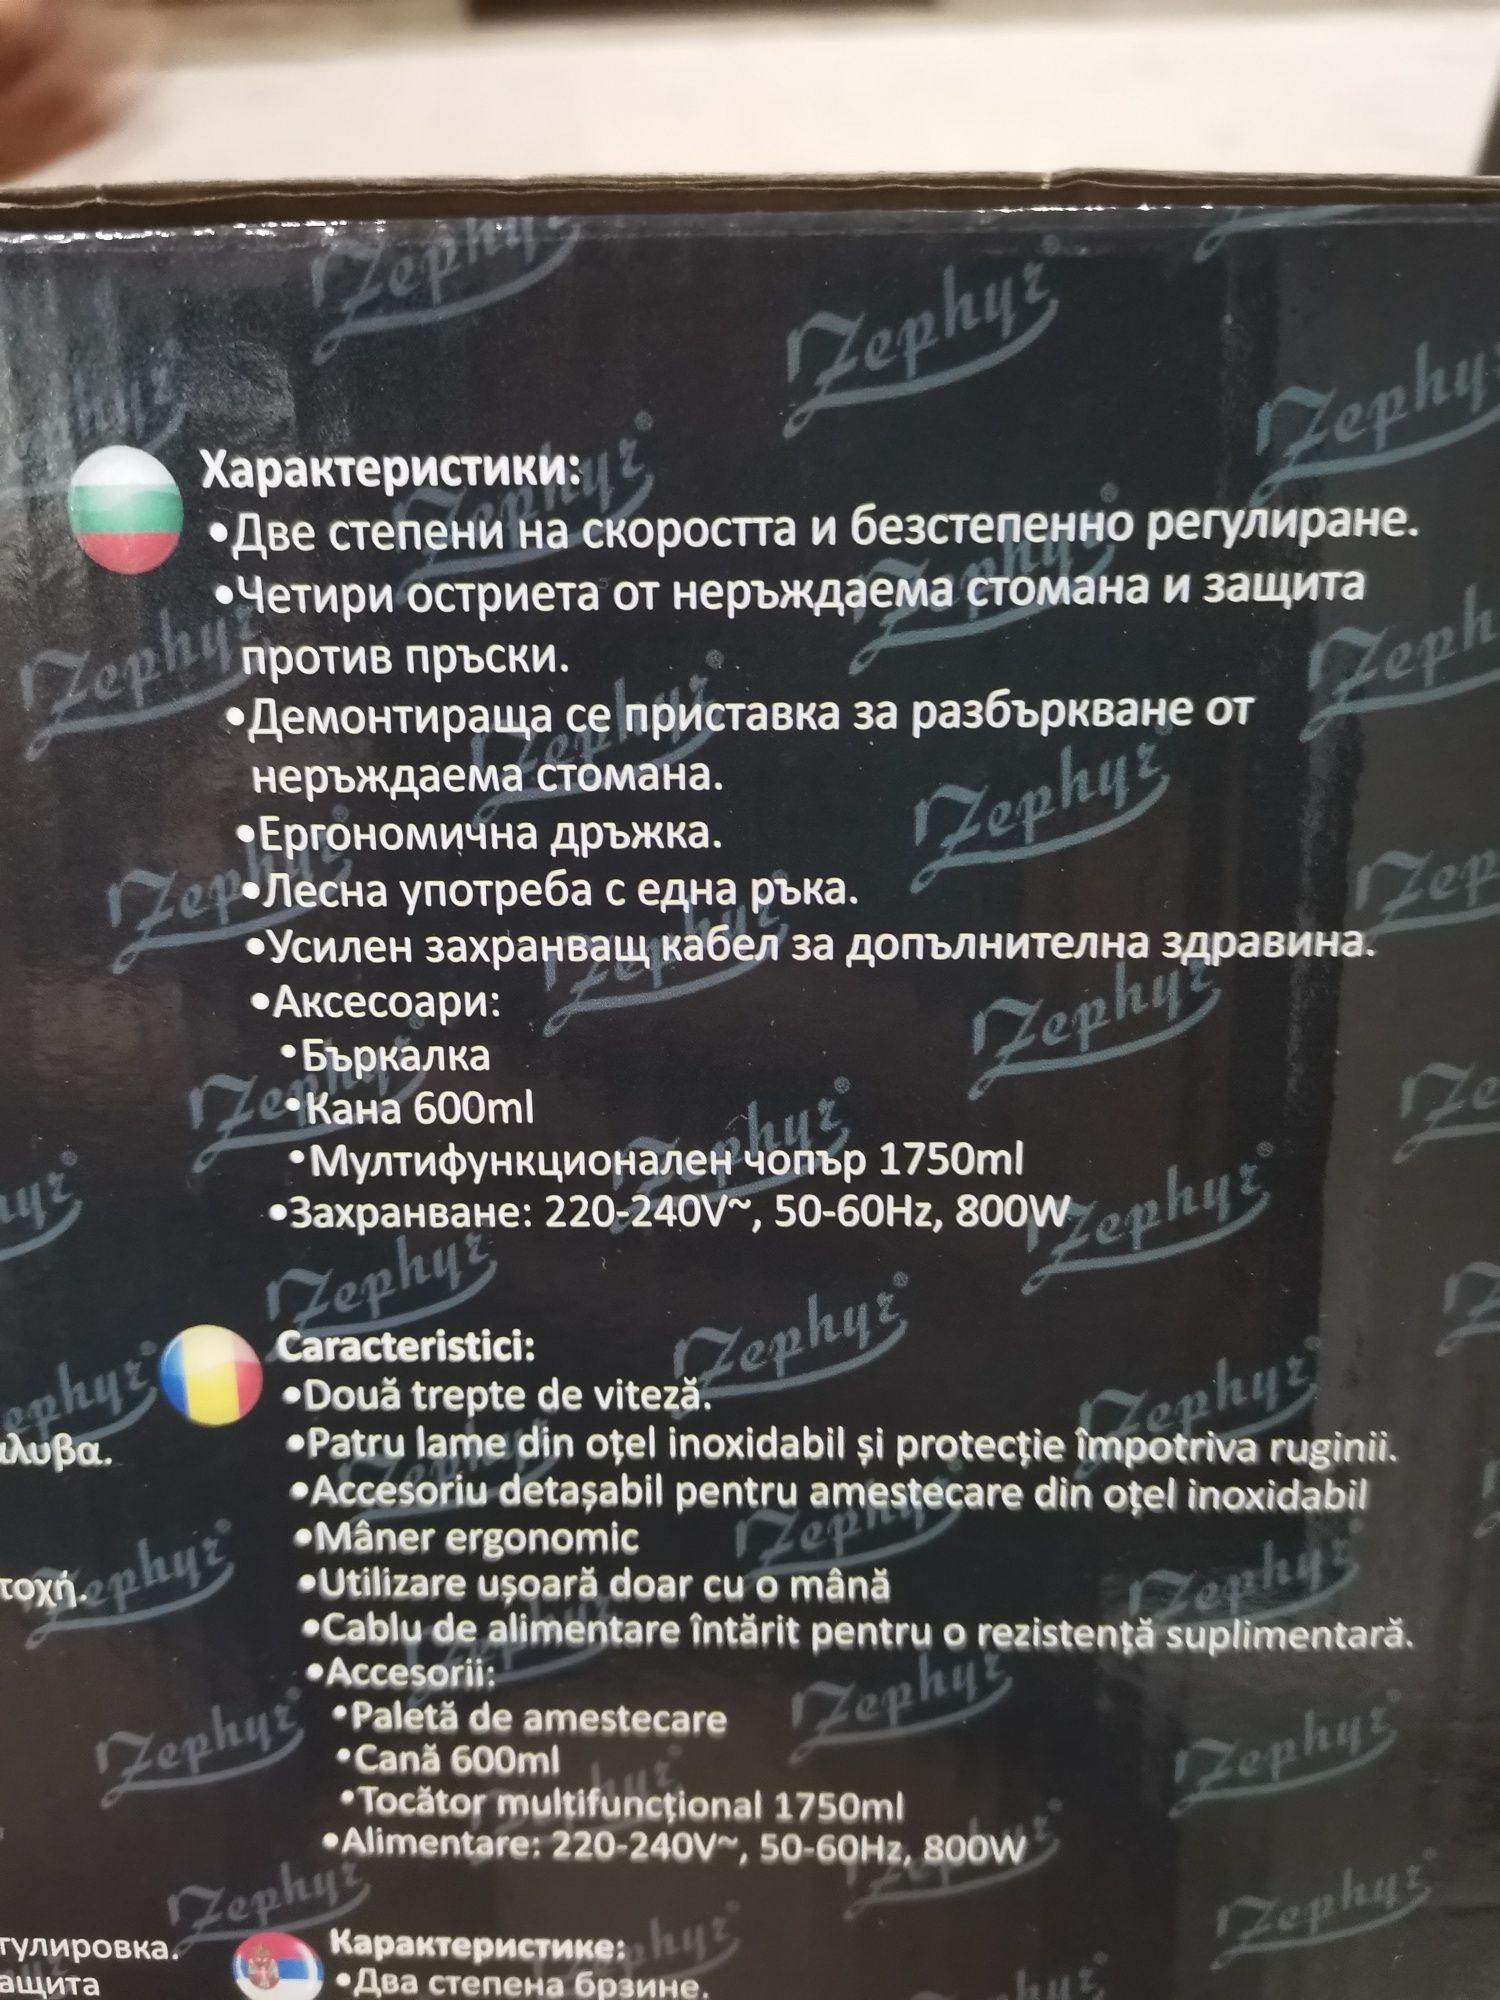 Zephyr
Zephyr
Zephyr
Характеристики:
•Две степени на скоростта и безстепенно регулиране.
•Четири остриета от неръждаема стомана и защита
против пръски.
•Демонтираща се приставка за разбъркване от
неръждаема стомана.
•Ергономична дръжка.
•Лесна употреба с една ръка.
•Усилен захранващ кабел за допълнителна здравина.
•Аксесоари:
•Бъркалка
•Кана 600ml
•Мултифункционален чопър 1750ml
•Захранване: 220-240V~, 50-60Hz, 800W
Caracteristici:
•Două trepte de viteză.
•Patru lame din oțel inoxidabil și protecție împotriva ruginii.
•Accesoriu detașabil pentru amestecare din oțel inoxidabil
•Mâner ergonomic
•Utilizare ușoară doar cu o mână
•Cablu de alimentare întărit pentru o rezistență suplimentară.
•Accesorii:
•Paletă de amestecare
•Cană 600ml
•Tocător multifuncțional 1750ml
•Alimentare: 220-240V~, 50-60Hz, 800W
Карактеристике:
•Два степена брзине.